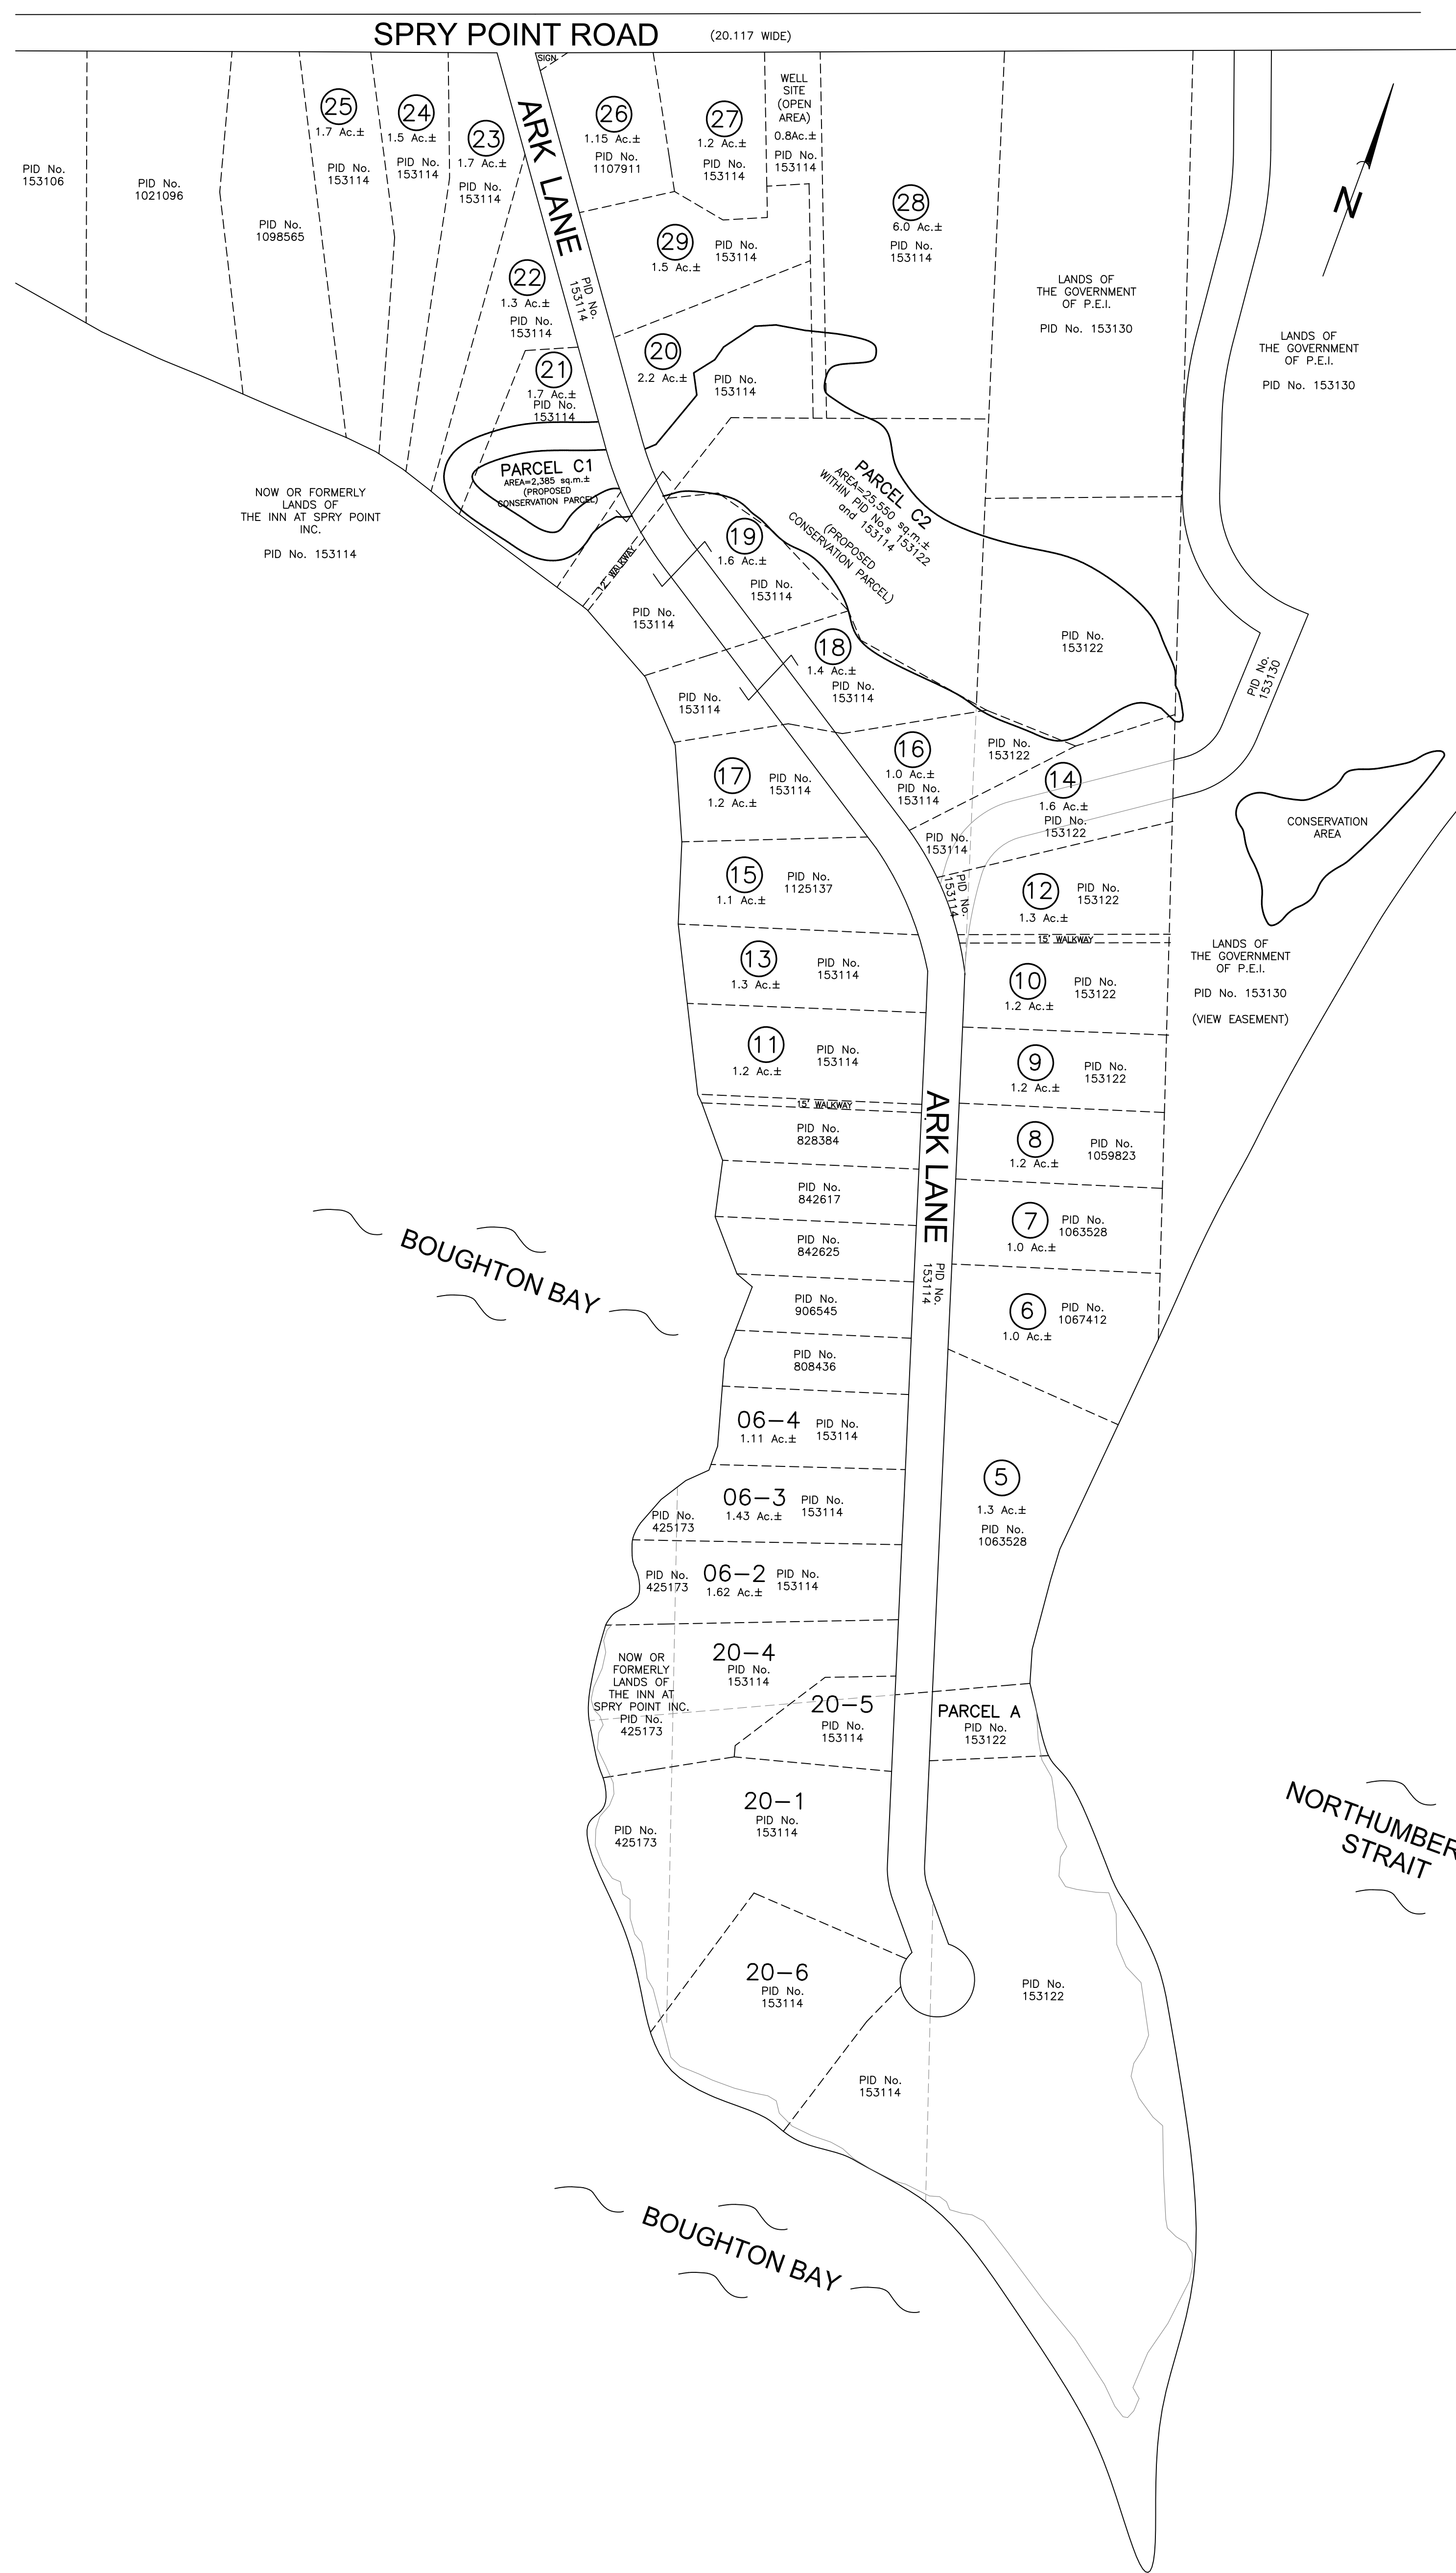 SPRY POINT ROAD
(20.117 WIDE)
SIGN
PID No.
153106
PID No.
1021096
PID No.
1098565
25
1.7 Ac.±
PID No.
153114
24
1.5 Ac.±
PID No.
153114
23
1.7 Ac.±
PID No.
153114
ARK LANE
PID No.
153114
26
1.15 Ac.±
PID No.
1107911
27
1.2 Ac.±
PID No.
153114
WELL
SITE
(OPEN
AREA)
0.8Ac.±
PID No.
153114
28
6.0 Ac.±
PID No.
153114
N
29
1.5 Ac.±
PID No.
153114
22
1.3 Ac.±
PID No.
153114
LANDS OF
THE GOVERNMENT
OF P.E.I.
PID No. 153130
LANDS OF
THE GOVERNMENT
OF P.E.I.
PID No. 153130
20
2.2 Ac.±
PID No.
153114
21
1.7 Ac.±
PID No.
153114
PARCEL C1
AREA=2,385 sq.m.±
(PROPOSED
CONSERVATION PARCEL)
NOW OR FORMERLY
LANDS OF
THE INN AT SPRY POINT
INC.
PID No. 153114
PARCEL C2
AREA=25,550 sq.m.±
WITHIN PID No.s 153122
and 153114
(PROPOSED
CONSERVATION PARCEL)
12' WALKWAY
19
1.6 Ac.±
PID No.
153114
PID No.
153114
PID No.
153122
18
1.4 Ac.±
PID No.
153114
PID No.
153114
PID No.
153130
16
1.0 Ac.±
PID No.
153114
PID No.
153122
17
1.2 Ac.±
PID No.
153114
14
1.6 Ac.±
PID No.
153122
PID No.
153114
CONSERVATION
AREA
15
1.1 Ac.±
PID No.
1125137
PID No.
153114
12
1.3 Ac.±
PID No.
153122
15' WALKWAY
LANDS OF
THE GOVERNMENT
OF P.E.I.
PID No. 153130
(VIEW EASEMENT)
13
1.3 Ac.±
PID No.
153114
10
1.2 Ac.±
PID No.
153122
11
1.2 Ac.±
PID No.
153114
9
1.2 Ac.±
PID No.
153122
15' WALKWAY
ARK LANE
PID No.
153114
PID No.
828384
8
1.2 Ac.±
PID No.
1059823
PID No.
842617
7
1.0 Ac.±
PID No.
1063528
PID No.
842625
BOUGHTON BAY
PID No.
906545
6
1.0 Ac.±
PID No.
1067412
PID No.
808436
06-4
1.11 Ac.±
PID No.
153114
5
1.3 Ac.±
PID No.
1063528
06-3
1.43 Ac.±
PID No.
153114
PID No.
425173
06-2
1.62 Ac.±
PID No.
153114
PID No.
425173
20-4
PID No.
153114
NOW OR
FORMERLY
LANDS OF
THE INN AT
SPRY POINT INC.
PID No.
425173
20-5
PID No.
153114
PARCEL A
PID No.
153122
20-1
PID No.
153114
PID No.
425173
NORTHUMBER
STRAIT
20-6
PID No.
153114
PID No.
153122
PID No.
153114
BOUGHTON BAY